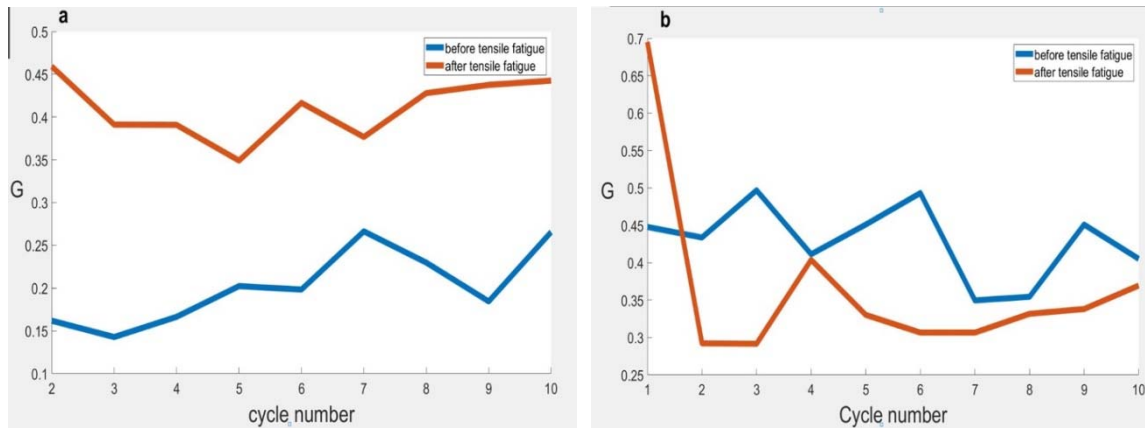 a
0.5
before tensile fatigue
after tensile fatigue
0.45
0.4
0.35
0.3
G
0.25
0.2
0.15
0.1
2 3 4 5 6 7 8 9 10
cycle number
b
0.7
before tensile fatigue
after tensile fatigue
0.65
0.6
0.55
0.5
G
0.45
0.4
0.35
0.3
0.25
1 2 3 4 5 6 7 8 9 10
Cycle number